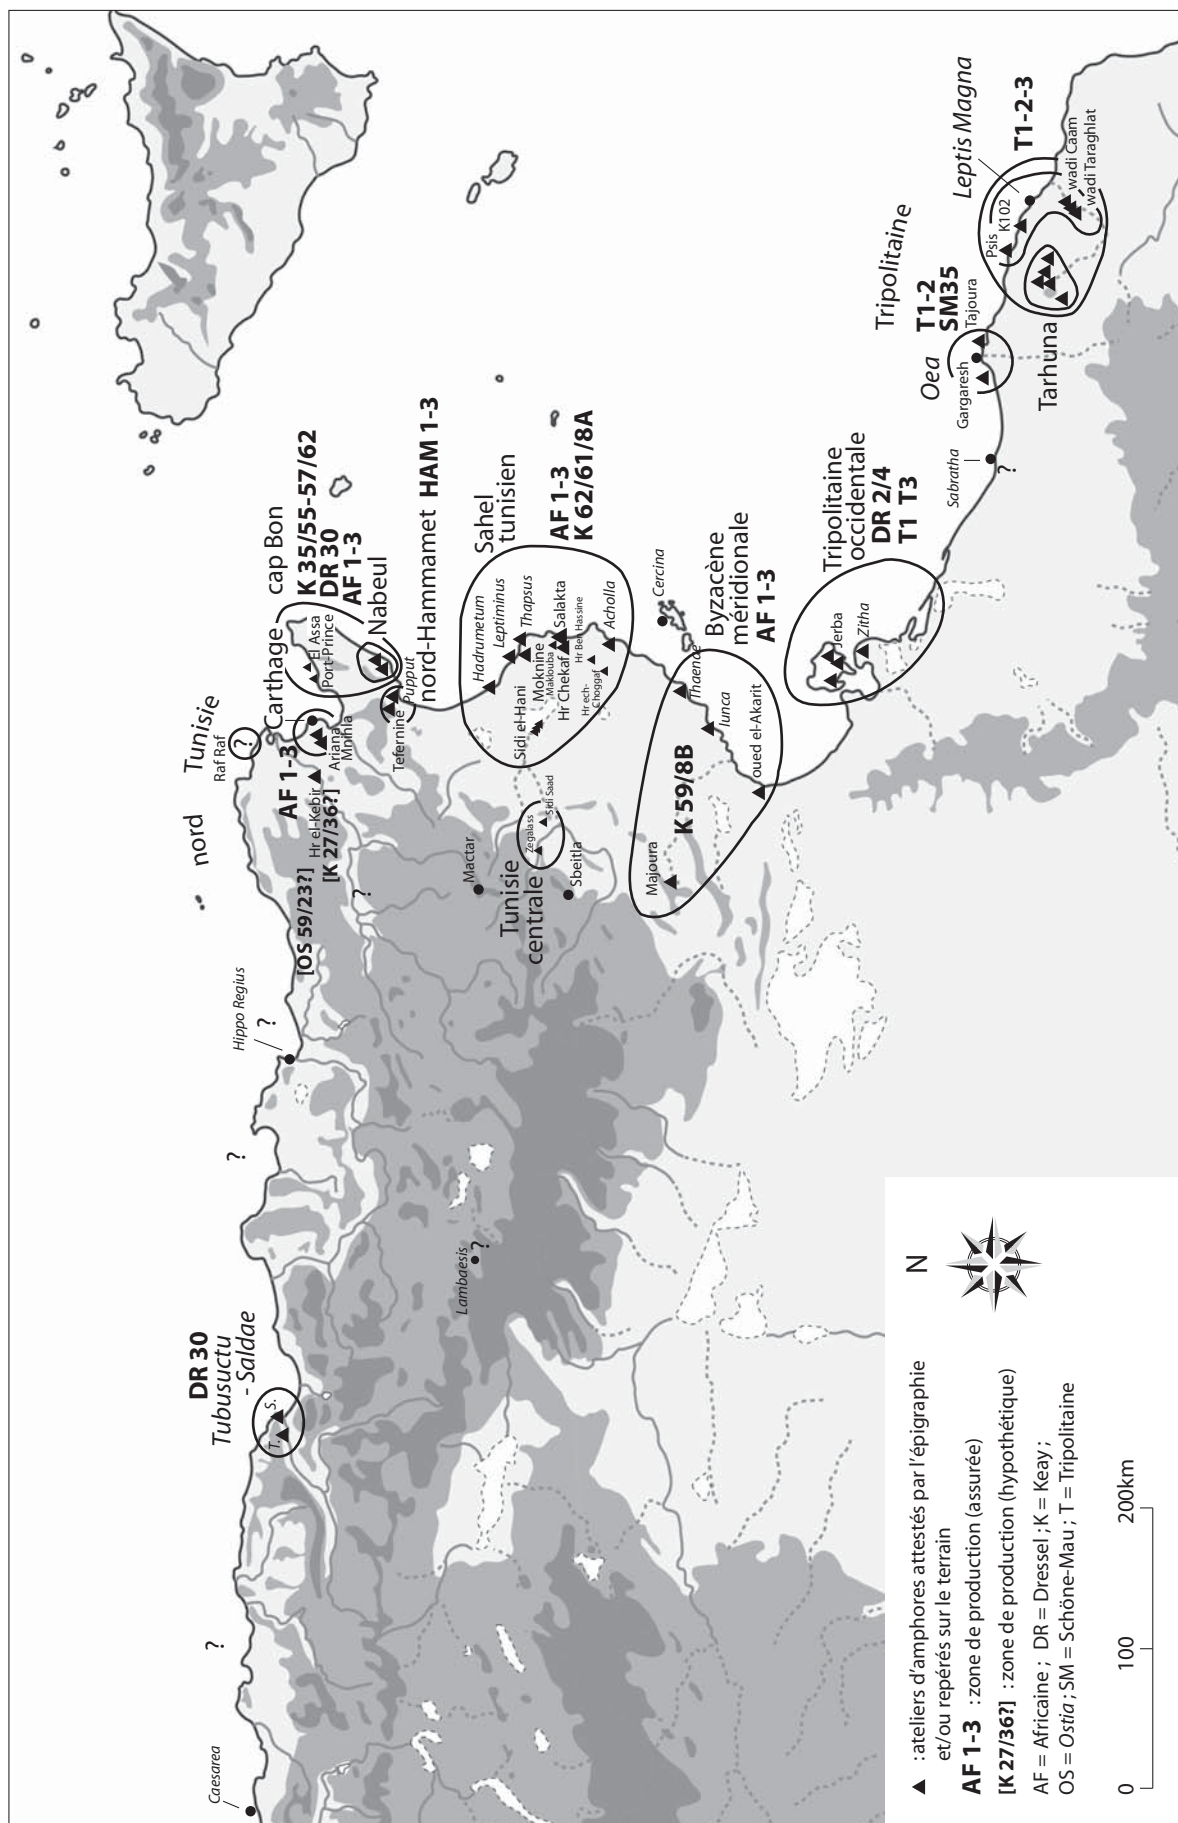 Caesarea
?
DR 30
Tubusuctu
- Saldae
T.
S.
?
Lambaesis
?
Hippo Regius
?
nord
Tunisie
Raf Raf
?
[OS 59/23?]
AF 1-3
Hr el-Kebir
[K 27/36?]
?
Ariana
Mnihla
Carthage
cap Bon
K 35/55-57/62
DR 30
AF 1-3
El Assa
Port-Prince
Nabeul
Pupput
Tefernine
nord-Hammamet HAM 1-3
Mactar
Tunisie
centrale
Sbeitla
Zegalass
Sidi Saad
Sahel
tunisien
AF 1-3
K 62/61/8A
Hadrumetum
Leptiminus
Thapsus
Sidi el-Hani
Moknine
Maklouba
Salakta
Hr Chekaf
Hr Ben Hassine
Hr ech-
Choggaf
Acholla
Cercina
Byzacène
méridionale
AF 1-3
K 59/8B
Majoura
Thaenae
Iunca
oued el-Akarit
Tripolitaine
occidentale
DR 2/4
T1 T3
Jerba
Zitha
Sabratha
?
Tripolitaine
Oea
T1-2
SM35
Gargaresh
Tajoura
Tarhuna
Leptis Magna
T1-2-3
Psis
K102
wadi Caam
wadi Taraghlat
N
▲ :ateliers d'amphores attestés par l'épigraphie
et/ou repérés sur le terrain
AF 1-3 : zone de production (assurée)
[K 27/36?] : zone de production (hypothétique)
AF = Africaine ; DR = Dressel ; K = Keay ;
OS = Ostia ; SM = Schöne-Mau ; T = Tripolitaine
0 100 200km